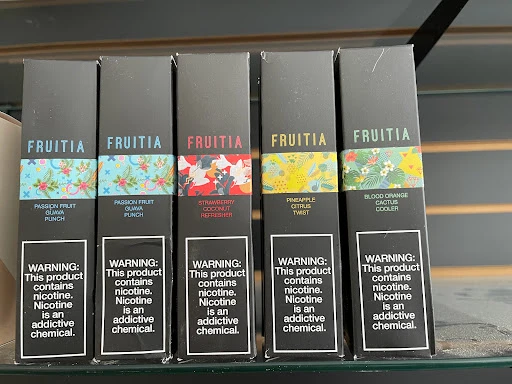 FRUITIA
PASSION FRUIT
GUAVA
PUNCH
WARNING:
This product
contains
nicotine.
Nicotine
is an
addictive
chemical.
FRUITIA
PASSION FRUIT
GUAVA
PUNCH
WARNING:
This product
contains
nicotine.
Nicotine
is an
addictive
chemical.
FRUITIA
STRAWBERRY
COCONUT
REFRESHER
WARNING:
This product
contains
nicotine.
Nicotine
is an
addictive
chemical.
FRUITIA
PINEAPPLE
CITRUS
TWIST
WARNING:
This product
contains
nicotine.
Nicotine
is an
addictive
chemical.
FRUITIA
BLOOD ORANGE
CACTUS
COOLER
WARNING:
This product
contains
nicotine.
Nicotine
is an
addictive
chemical.